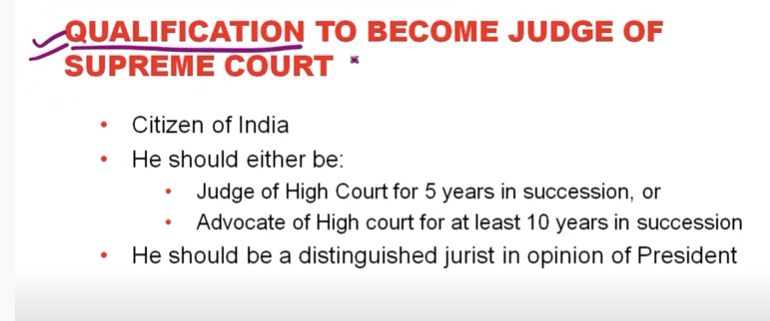 QUALIFICATION TO BECOME JUDGE OF
SUPREME COURT
• Citizen of India
• He should either be:
• Judge of High Court for 5 years in succession, or
• Advocate of High court for at least 10 years in succession
• He should be a distinguished jurist in opinion of President